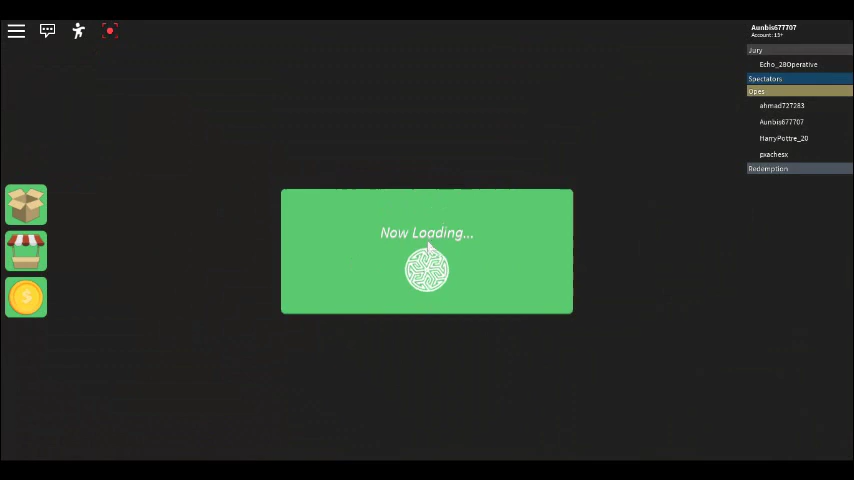 Aunbis677707
Account: 13+
Jury
Echo_28Operative
Spectators
Opes
ahmad727283
Aunbis677707
HarryPottre_20
pxachesx
Redemption
Now Loading...